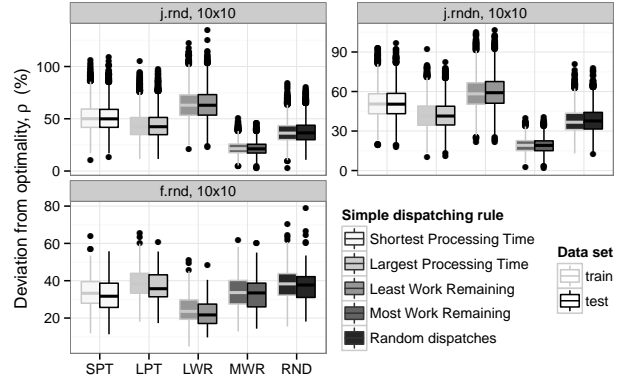 j.rnd, 10x10
j.rndn, 10x10
Deviation from optimality, ρ (%)
100
50
0
90
60
30
0
f.rnd, 10x10
80
60
40
20
SPT LPT LWR MWR RND
Simple dispatching rule
Shortest Processing Time
Largest Processing Time
Least Work Remaining
Most Work Remaining
Random dispatches
Data set
train
test